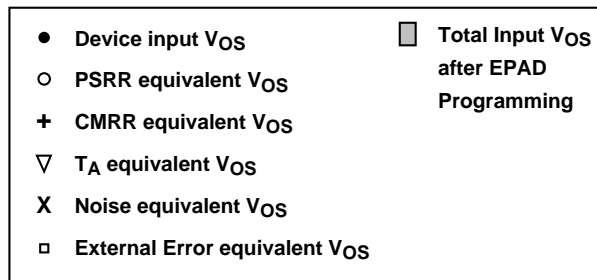 ● Device input VOS
○ PSRR equivalent VOS
+ CMRR equivalent VOS
▽ TA equivalent VOS
X Noise equivalent VOS
□ External Error equivalent VOS
Total Input VOS
after EPAD
Programming